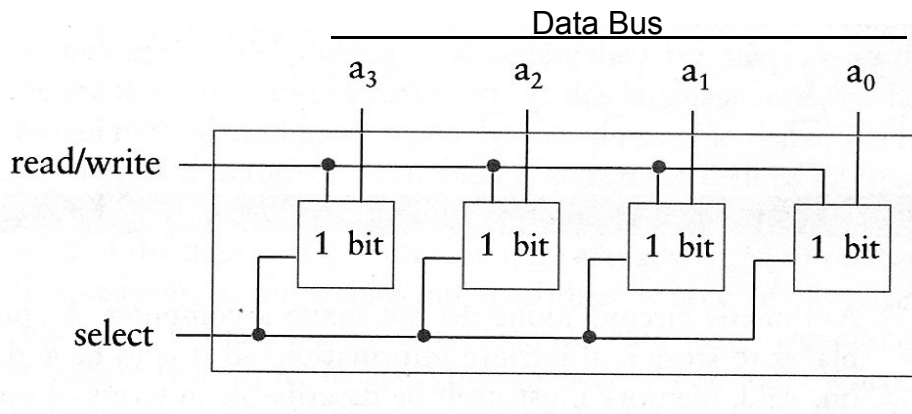 Data Bus
a3 a2 a1 a0
read/write
1 bit 1 bit 1 bit 1 bit
select